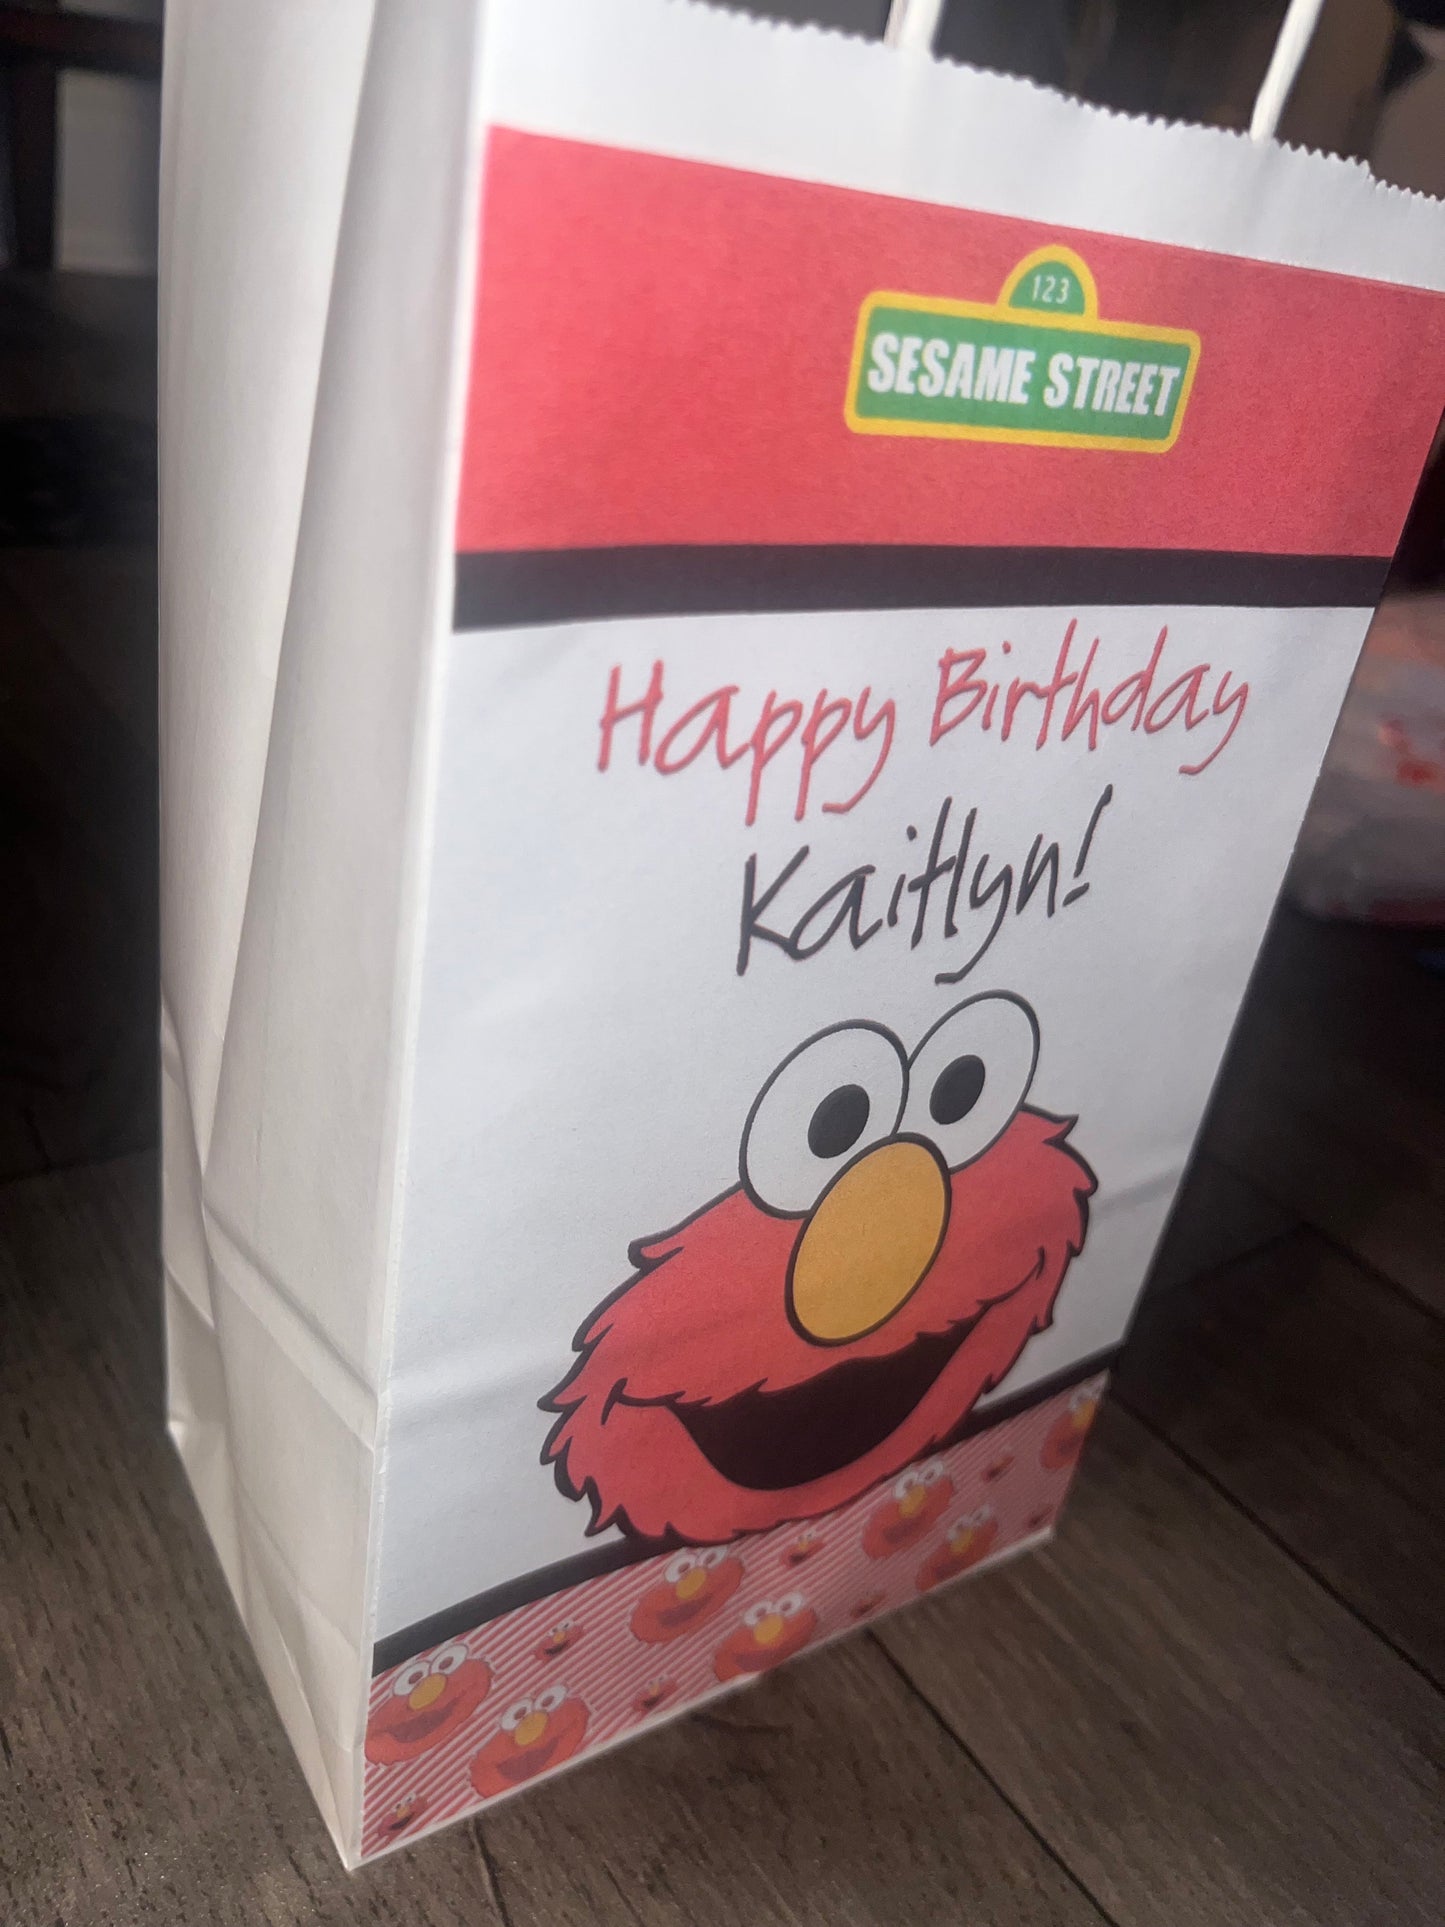 123
SESAME STREET
Happy Birthday
Kaitlyn!